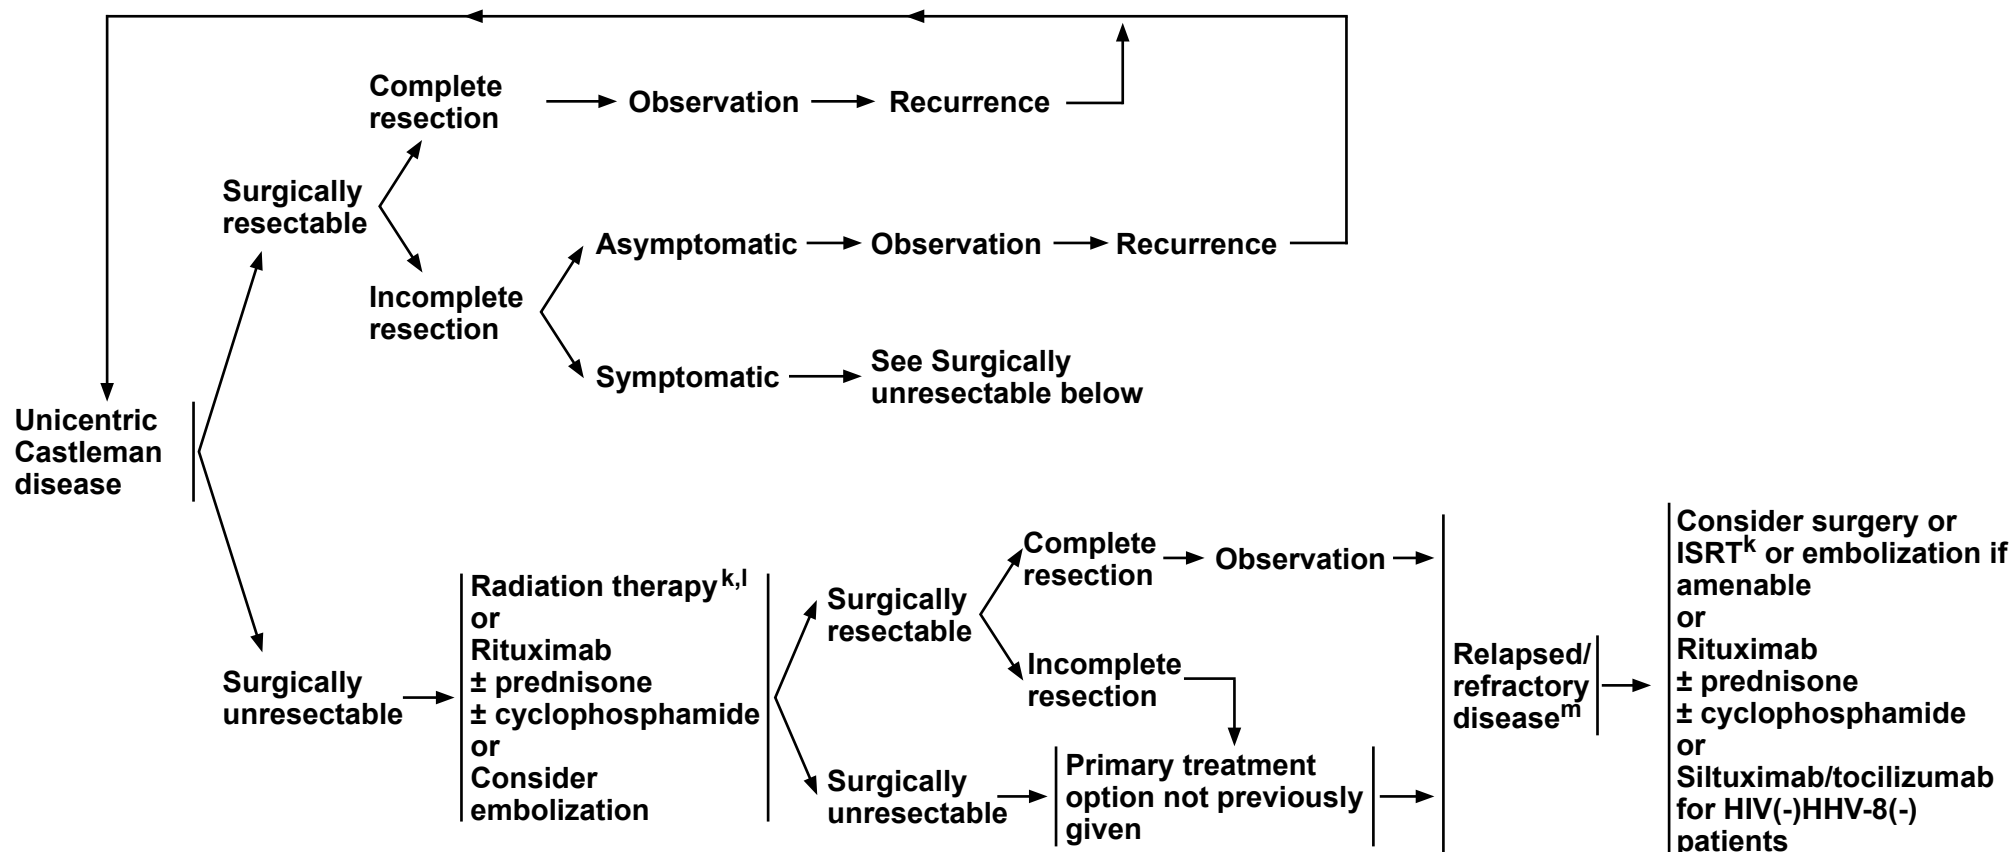 Complete
resection
Observation
Recurrence
Surgically
resectable
Asymptomatic
Observation
Recurrence
Incomplete
resection
Symptomatic
See Surgically
unresectable below
Unicentric
Castleman
disease
Surgically
unresectable
Radiation therapy k,l
or
Rituximab
± prednisone
± cyclophosphamide
or
Consider
embolization
Surgically
resectable
Complete
resection
Observation
Incomplete
resection
Surgically
unresectable
Primary treatment
option not previously
given
Relapsed/
refractory
disease m
Consider surgery or
ISRT k or embolization if
amenable
or
Rituximab
± prednisone
± cyclophosphamide
or
Siltuximab/tocilizumab
for HIV(-)HHV-8(-)
patients